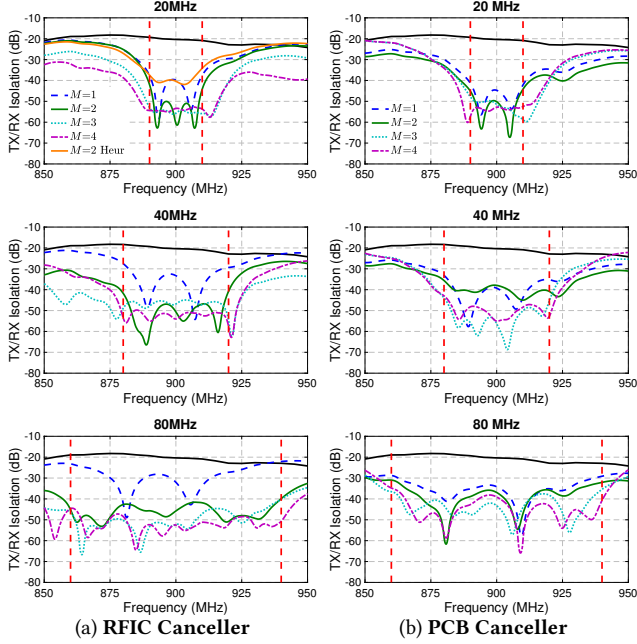 20MHz
TX/RX Isolation (dB)
-10
-20
-30
-40
-50
-60
-70
-80
M=1
M=2
M=3
M=4
M=2 Heur
850 875 900 925 950
Frequency (MHz)
20 MHz
TX/RX Isolation (dB)
-10
-20
-30
-40
-50
-60
-70
-80
M=1
M=2
M=3
M=4
850 875 900 925 950
Frequency (MHz)
40MHz
TX/RX Isolation (dB)
-10
-20
-30
-40
-50
-60
-70
-80
850 875 900 925 950
Frequency (MHz)
40 MHz
TX/RX Isolation (dB)
-10
-20
-30
-40
-50
-60
-70
-80
850 875 900 925 950
Frequency (MHz)
80MHz
TX/RX Isolation (dB)
-10
-20
-30
-40
-50
-60
-70
-80
850 875 900 925 950
Frequency (MHz)
80 MHz
TX/RX Isolation (dB)
-10
-20
-30
-40
-50
-60
-70
-80
850 875 900 925 950
Frequency (MHz)
(a) RFIC Canceller
(b) PCB Canceller